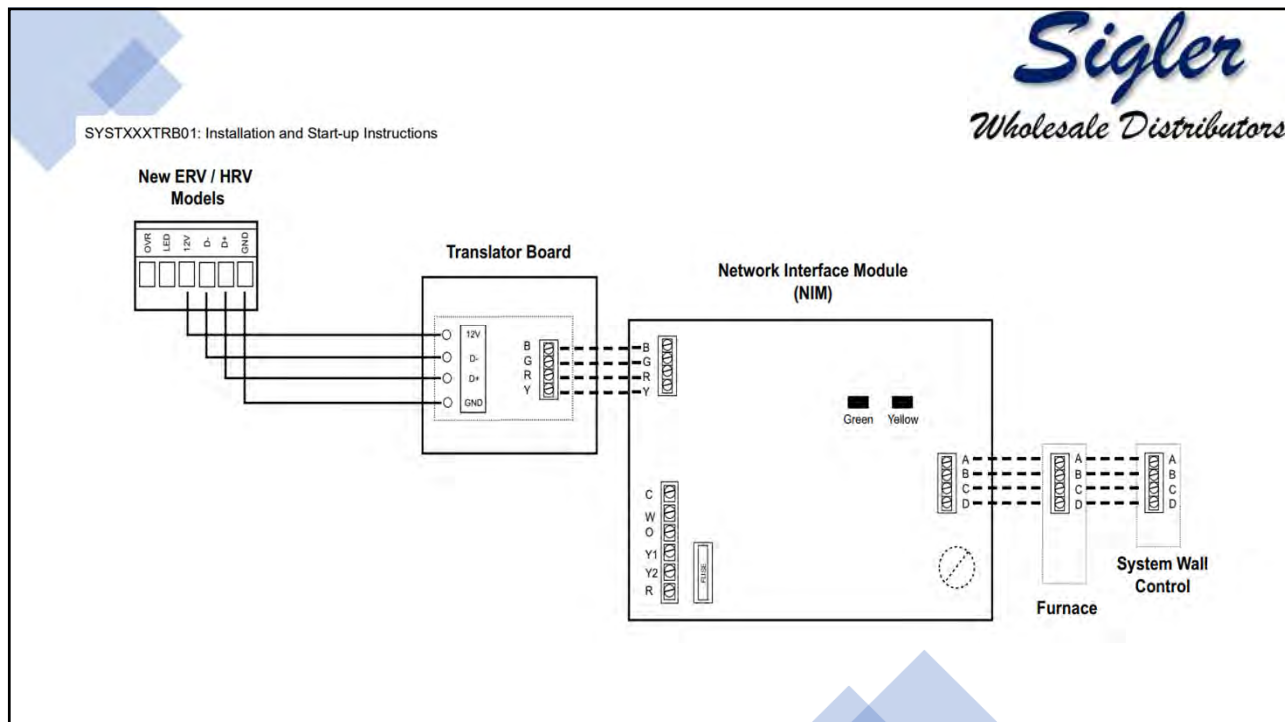 Sigler
Wholesale Distributors
SYSTXXXTRB01: Installation and Start-up Instructions
New ERV / HRV
Models
OVR
LED
12V
D-
D+
GND
Translator Board
12V
D-
D+
GND
B
G
R
Y
Network Interface Module
(NIM)
B
G
R
Y
Green
Yellow
C
W
O
Y1
Y2
R
FUSE
A
B
C
D
A
B
C
D
Furnace
A
B
C
D
System Wall
Control